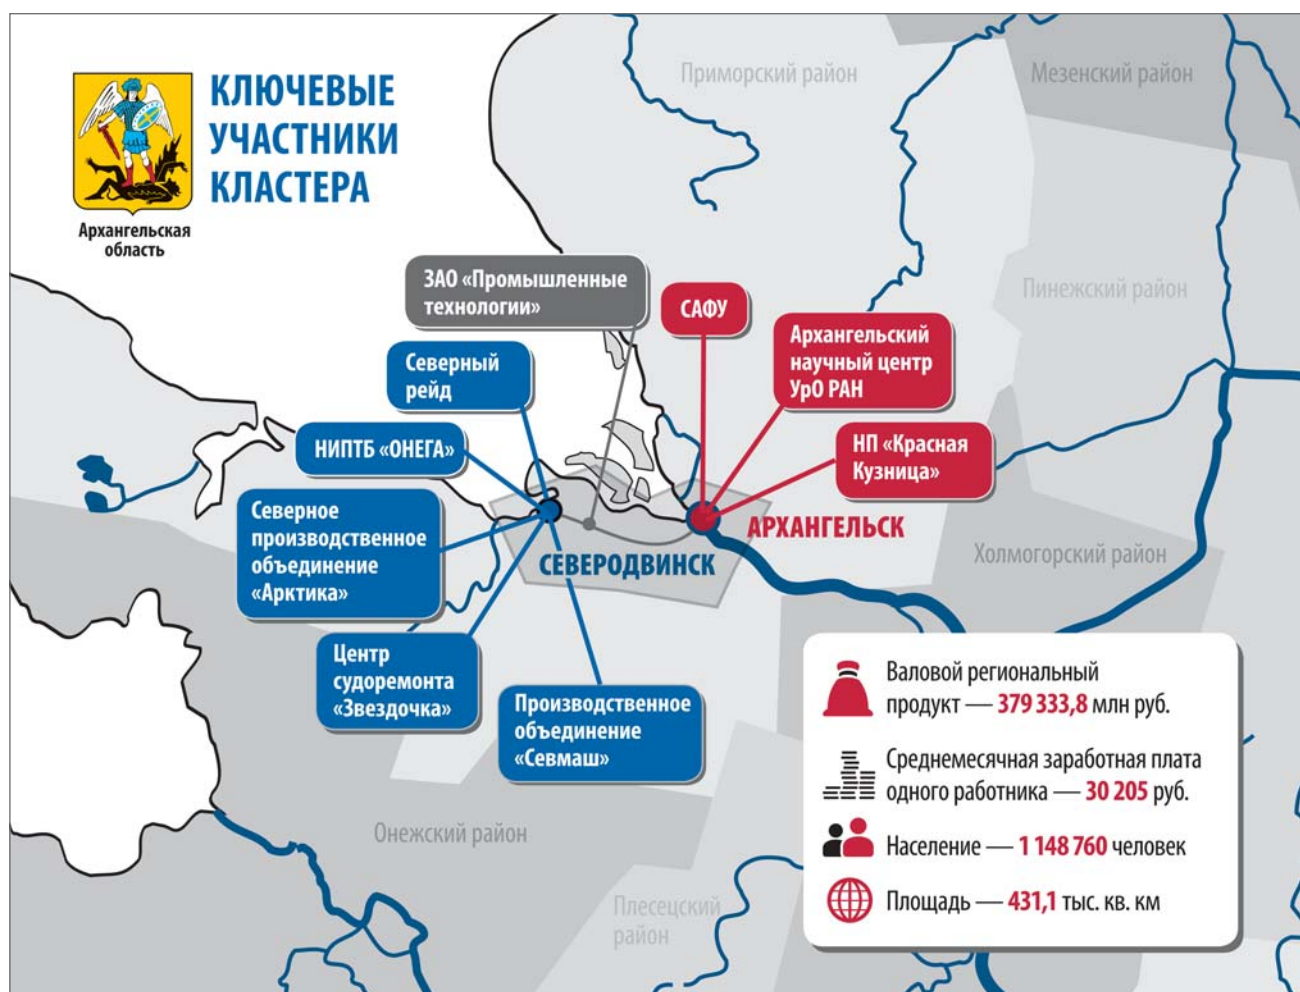 КЛЮЧЕВЫЕ
УЧАСТНИКИ
КЛАСТЕРА
Архангельская
область
Приморский район
Мезенский район
Пинежский район
ЗАО «Промышленные
технологии»
САФУ
Архангельский
научный центр
УрО РАН
Северный
рейд
НИПТБ «ОНЕГА»
НП «Красная
Кузница»
Северное
производственное
объединение
«Арктика»
АРХАНГЕЛЬСК
СЕВЕРОДВИНСК
Холмогорский район
Центр
судоремонта
«Звездочка»
Производственное
объединение
«Севмаш»
Валовой региональный
продукт — 379 333,8 млн руб.
Среднемесячная заработная плата
одного работника — 30 205 руб.
Население — 1 148 760 человек
Площадь — 431,1 тыс. кв. км
Онежский район
Плесецкий
район